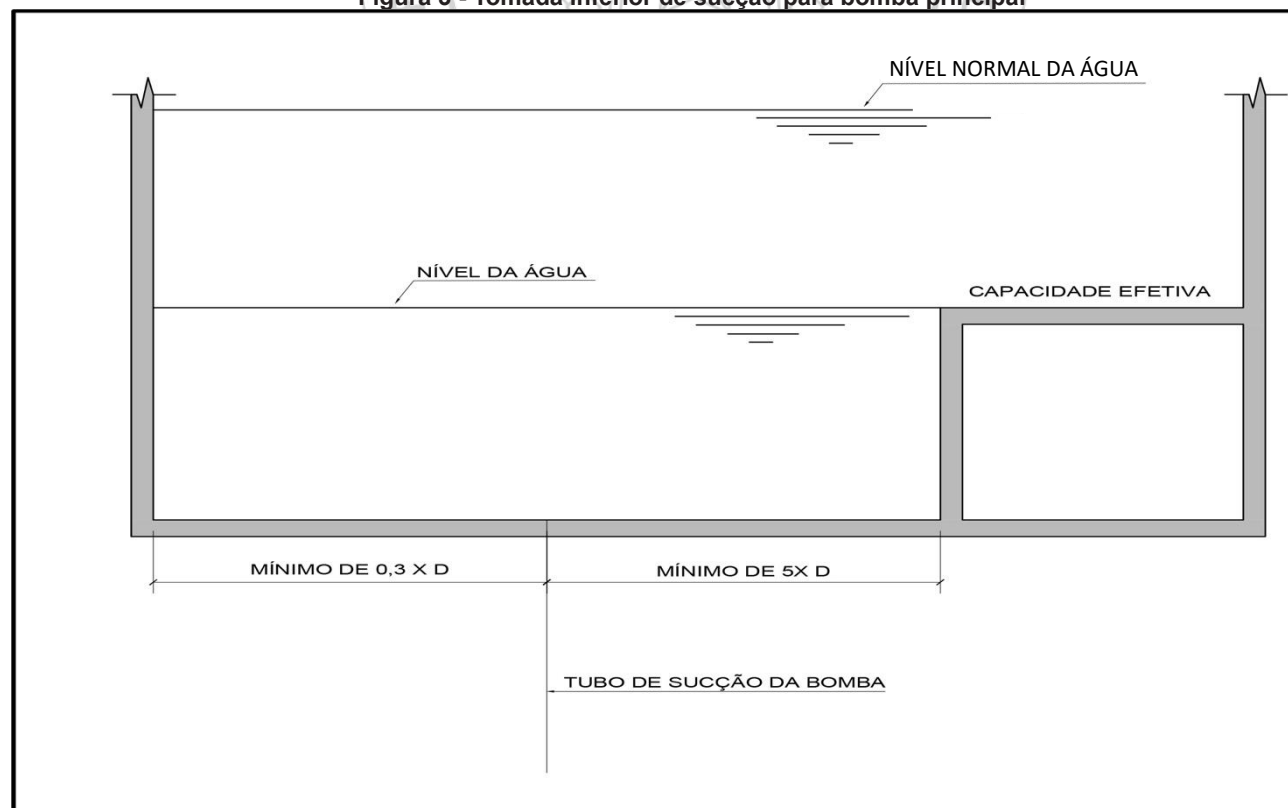 Figura 6 - Tomada inferior de sucção para bomba principal
NÍVEL NORMAL DA ÁGUA
NÍVEL DA ÁGUA
CAPACIDADE EFETIVA
MÍNIMO DE 0,3 X D
MÍNIMO DE 5X D
TUBO DE SUCÇÃO DA BOMBA